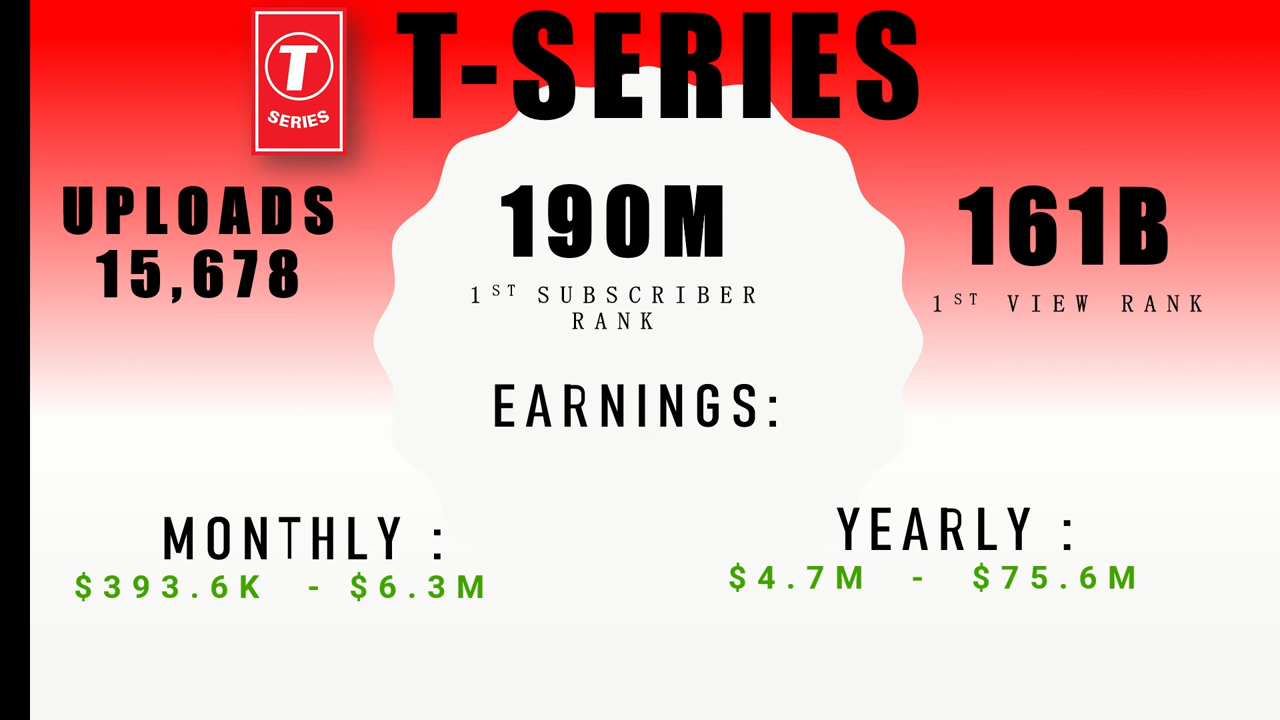 T
SERIES
T-SERIES
UPLOADS
15,678
190M
1ST SUBSCRIBER
RANK
161B
1ST VIEW RANK
EARNINGS:
MONTHLY :
$393.6K - $6.3M
YEARLY :
$4.7M - $75.6M